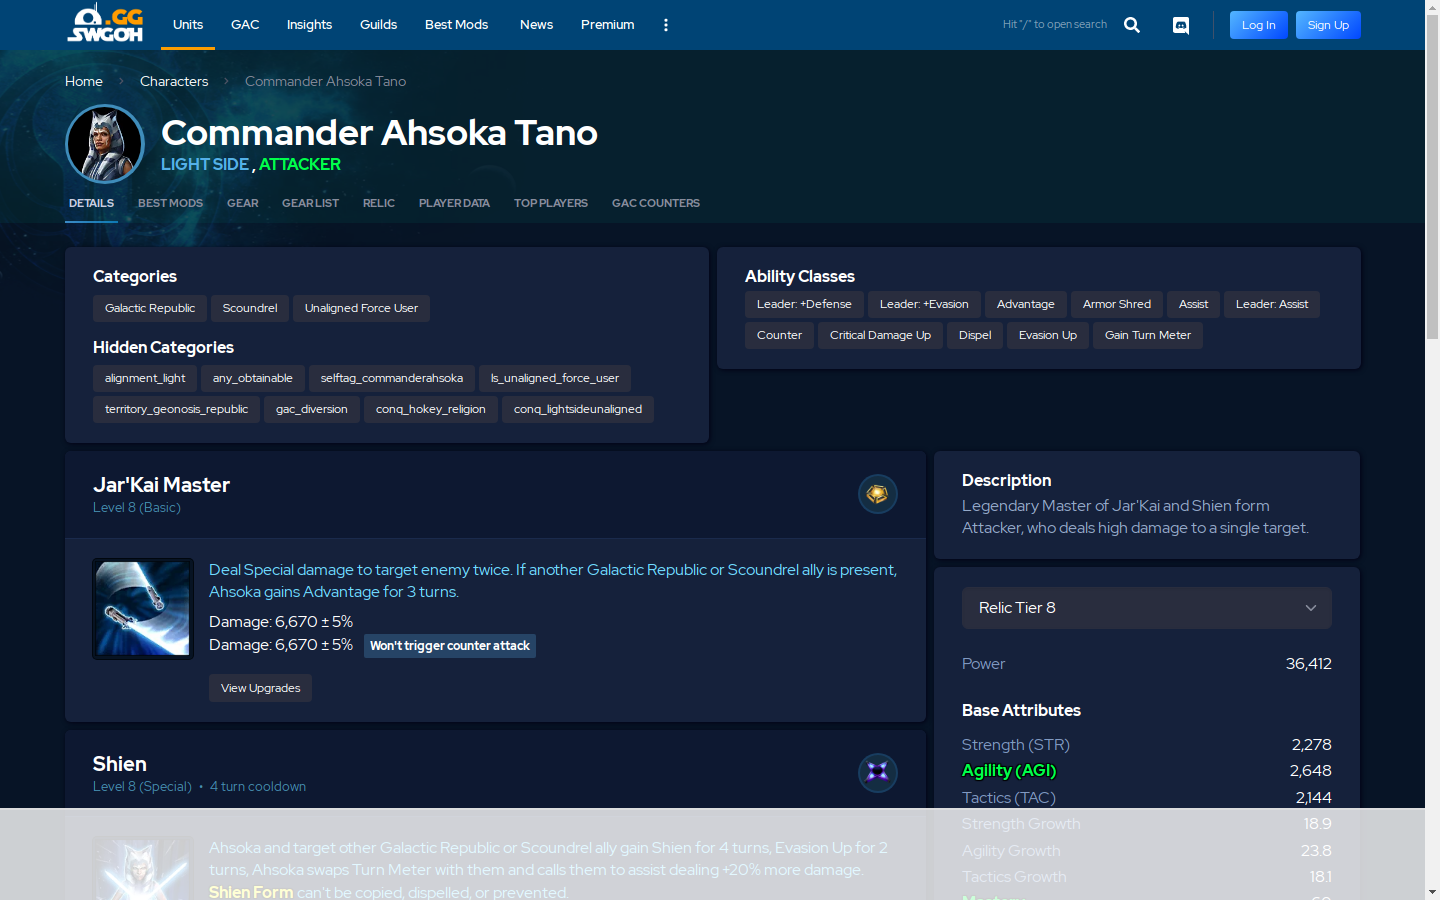 .GG
SWGOH
Units GAC Insights Guilds Best Mods News Premium
Hit "/" to open search
Log In Sign Up
Home Characters Commander Ahsoka Tano
Commander Ahsoka Tano
LIGHT SIDE , ATTACKER
DETAILS BEST MODS GEAR GEAR LIST RELIC PLAYER DATA TOP PLAYERS GAC COUNTERS
Categories
Galactic Republic Scoundrel Unaligned Force User
Hidden Categories
alignment_light any_obtainable selftag_commanderahsoka ls_unaligned_force_user
territory_geonosis_republic gac_diversion conq_hokey_religion conq_lightsideunaligned
Ability Classes
Leader: +Defense Leader: +Evasion Advantage Armor Shred Assist Leader: Assist
Counter Critical Damage Up Dispel Evasion Up Gain Turn Meter
Jar'Kai Master
Level 8 (Basic)
Deal Special damage to target enemy twice. If another Galactic Republic or Scoundrel ally is present,
Ahsoka gains Advantage for 3 turns.
Damage: 6,670 ± 5%
Damage: 6,670 ± 5% Won't trigger counter attack
View Upgrades
Shien
Level 8 (Special) • 4 turn cooldown
Ahsoka and target other Galactic Republic or Scoundrel ally gain Shien for 4 turns, Evasion Up for 2
turns, Ahsoka swaps Turn Meter with them and calls them to assist dealing +20% more damage.
Shien Form can't be copied, dispelled, or prevented.
Description
Legendary Master of Jar'Kai and Shien form
Attacker, who deals high damage to a single target.
Relic Tier 8
Power 36,412
Base Attributes
Strength (STR) 2,278
Agility (AGI) 2,648
Tactics (TAC) 2,144
Strength Growth 18.9
Agility Growth 23.8
Tactics Growth 18.1